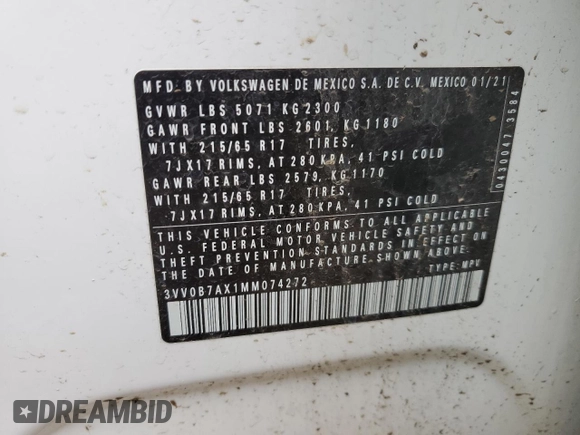 MFD. BY VOLKSWAGEN DE MEXICO S.A. DE C.V. MEXICO 01/21
GVWR LBS 5071 KG 2300
GAWR FRONT LBS 2601, KG 1180
WITH 215/65 R17 TIRES,
7JX17 RIMS, AT 280 KPA, 41 PSI COLD
GAWR REAR LBS 2579, KG 1170
WITH 215/65 R17 TIRES,
7JX17 RIMS, AT 280 KPA, 41 PSI COLD
THIS VEHICLE CONFORMS TO ALL APPLICABLE
U.S. FEDERAL MOTOR VEHICLE SAFETY AND
THEFT PREVENTION STANDARDS IN EFFECT ON
THE DATE OF MANUFACTURE SHOWN ABOVE.
3VV0B7AX1MM074272 TYPE: MPV
0430047 3584
DREAMBID